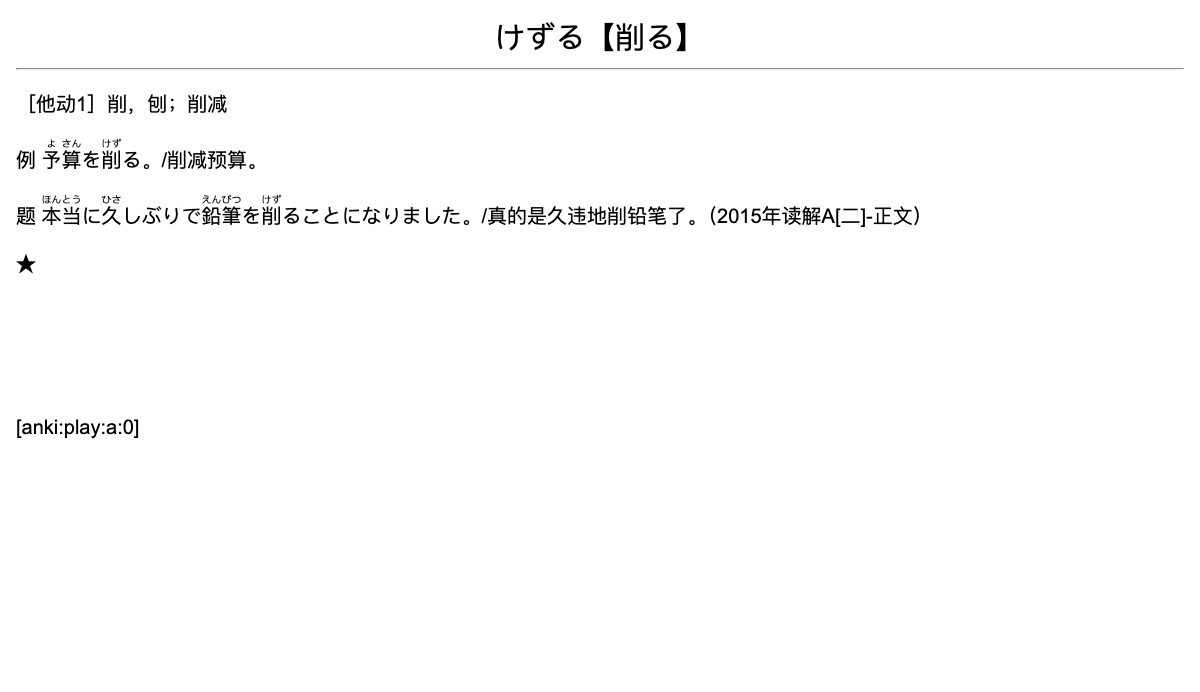 けずる【削る】
［他动1］削，刨；削减
よ さん けず
例 予算を削る。/削减预算。
ほんとう ひさ えんぴつ けず
题 本当に久しぶりで鉛筆を削ることになりました。/真的是久违地削铅笔了。（2015年读解A[二]-正文）
★
[anki:play:a:0]